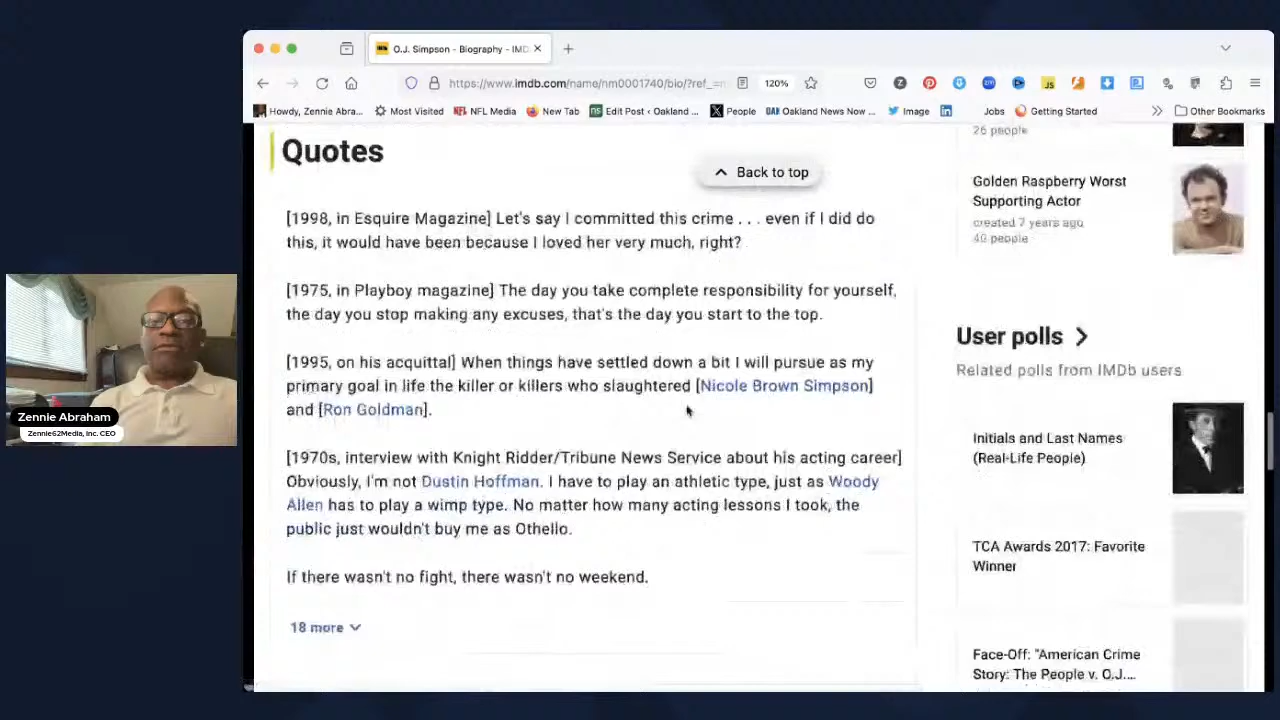 O.J. Simpson - Biography - IMD
https://www.imdb.com/name/nm0001740/bio/?ref_=n
120%
Howdy, Zennie Abra...
Most Visited
NFL Media
New Tab
Edit Post ‹ Oakland ...
People
Oakland News Now ...
Image
Jobs
Getting Started
Other Bookmarks
Quotes
Back to top
[1998, in Esquire Magazine] Let's say I committed this crime . . . even if I did do
this, it would have been because I loved her very much, right?
[1975, in Playboy magazine] The day you take complete responsibility for yourself,
the day you stop making any excuses, that's the day you start to the top.
[1995, on his acquittal] When things have settled down a bit I will pursue as my
primary goal in life the killer or killers who slaughtered [Nicole Brown Simpson]
and [Ron Goldman].
[1970s, interview with Knight Ridder/Tribune News Service about his acting career]
Obviously, I'm not Dustin Hoffman. I have to play an athletic type, just as Woody
Allen has to play a wimp type. No matter how many acting lessons I took, the
public just wouldn't buy me as Othello.
If there wasn't no fight, there wasn't no weekend.
18 more
26 people
Golden Raspberry Worst
Supporting Actor
created 7 years ago
40 people
User polls
Related polls from IMDb users
Initials and Last Names
(Real-Life People)
TCA Awards 2017: Favorite
Winner
Face-Off: "American Crime
Story: The People v. O.J....
Zennie Abraham
Zennie62Media, Inc. CEO